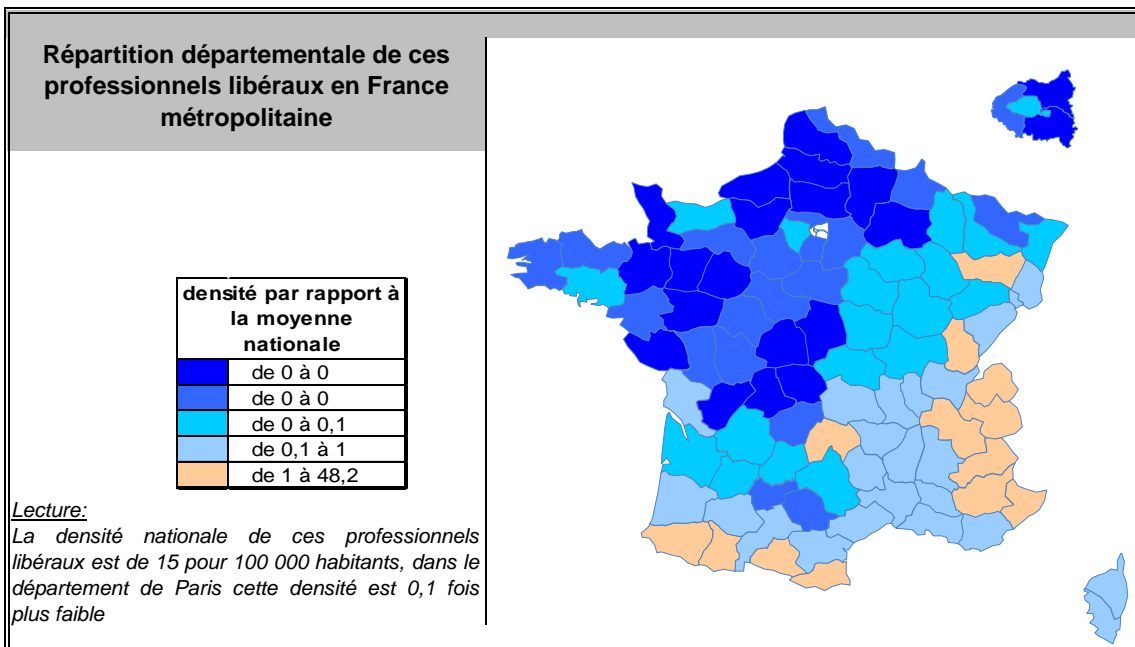 Répartition départementale de ces
professionnels libéraux en France
métropolitaine
densité par rapport à
la moyenne
nationale
de 0 à 0
de 0 à 0
de 0 à 0,1
de 0,1 à 1
de 1 à 48,2
Lecture:
La densité nationale de ces professionnels
libéraux est de 15 pour 100 000 habitants, dans le
département de Paris cette densité est 0,1 fois
plus faible